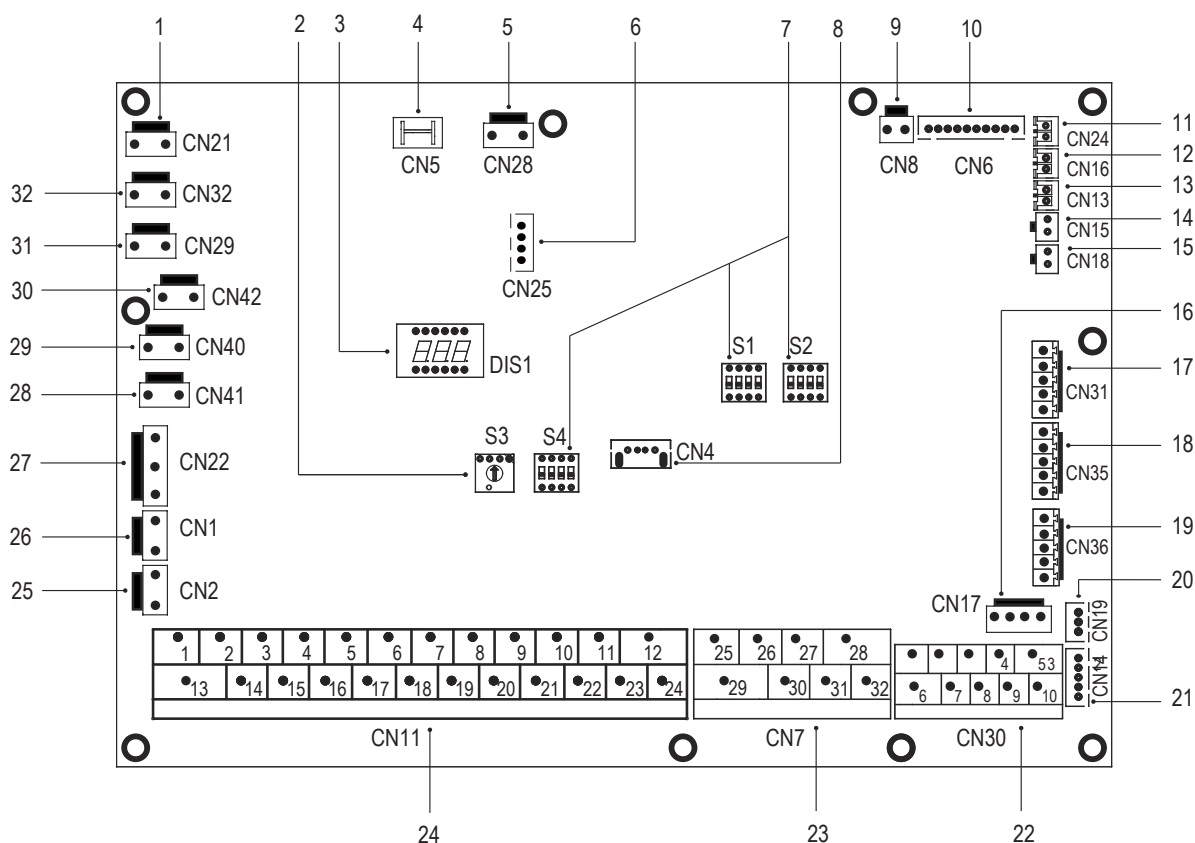 1 2 3 4 5 6 7 8 9 10
CN21 CN5 CN28 CN8 CN6 CN24 11
CN16 12
CN13 13
32 CN32 CN15 14
31 CN29 CN18 15
CN25
30 CN42 16
29 CN40 888 DIS1 S1 S2 CN31 17
28 CN41
S3 S4 CN4 CN35 18
27 CN22
26 CN1 CN36 19
25 CN2 CN17 CN19 20
1 2 3 4 5 6 7 8 9 10 11 12 25 26 27 28 4 53
13 14 15 16 17 18 19 20 21 22 23 24 29 30 31 32 6 7 8 9 10 CN14 21
CN11 CN7 CN30
24 23 22